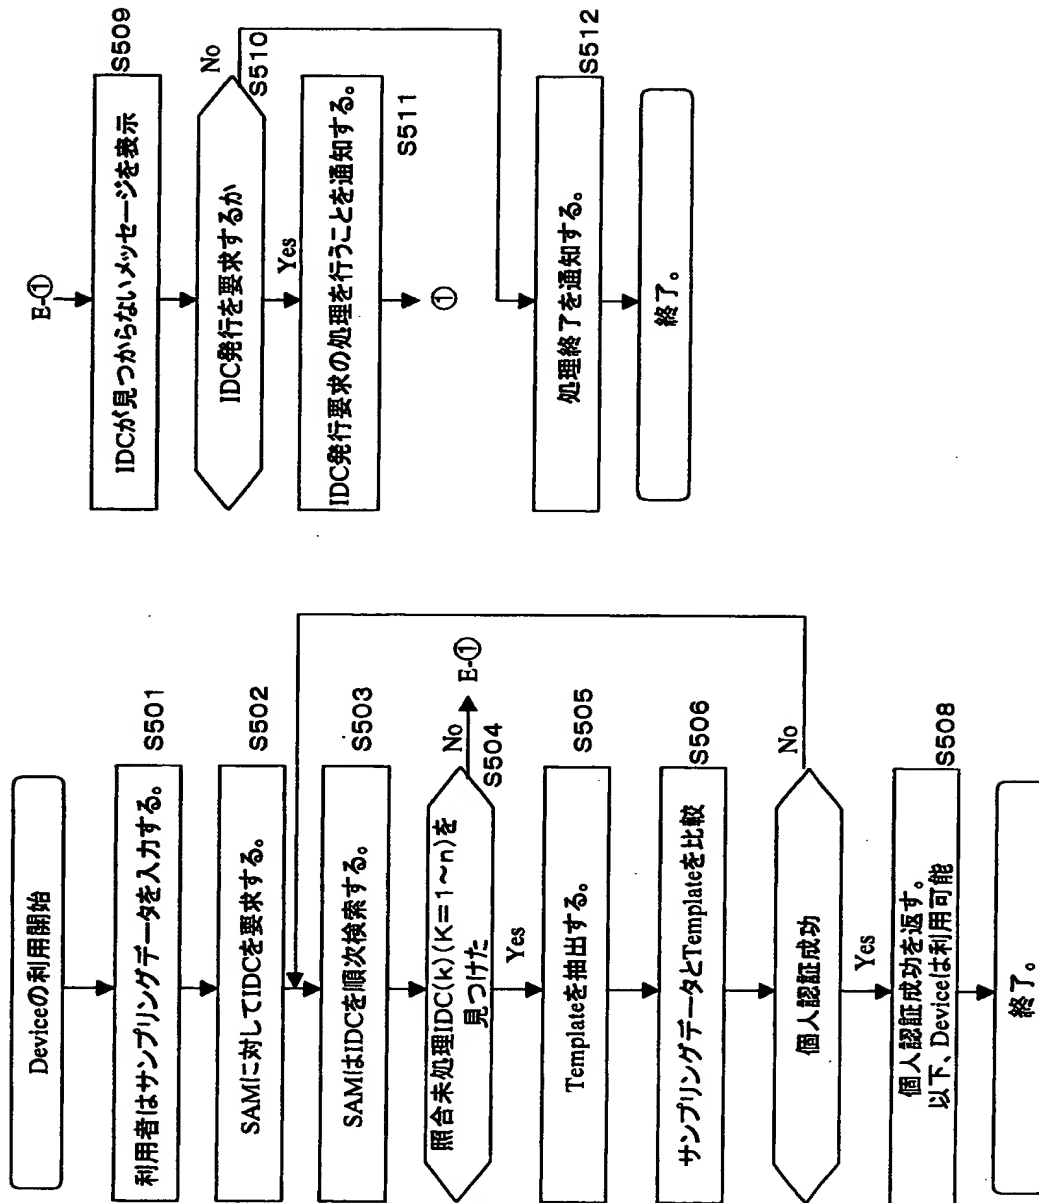 Deviceの利用開始
利用者はサンプリングデータを入力する。
S501
SAMに対してIDCを要求する。
S502
SAMはIDCを順次検索する。
S503
照合未処理IDC(k)(K=1~n)を
見つけた
No
E-①
S504
Yes
Templateを抽出する。
S505
サンプリングデータとTemplateを比較
S506
個人認証成功
No
Yes
個人認証成功を返す。
以下、Deviceは利用可能
S508
終了。
E-①
IDCが見つからないメッセージを表示
S509
IDC発行を要求するか
No
S510
Yes
IDC発行要求の処理を行うことを通知する。
S511
①
処理終了を通知する。
S512
終了。